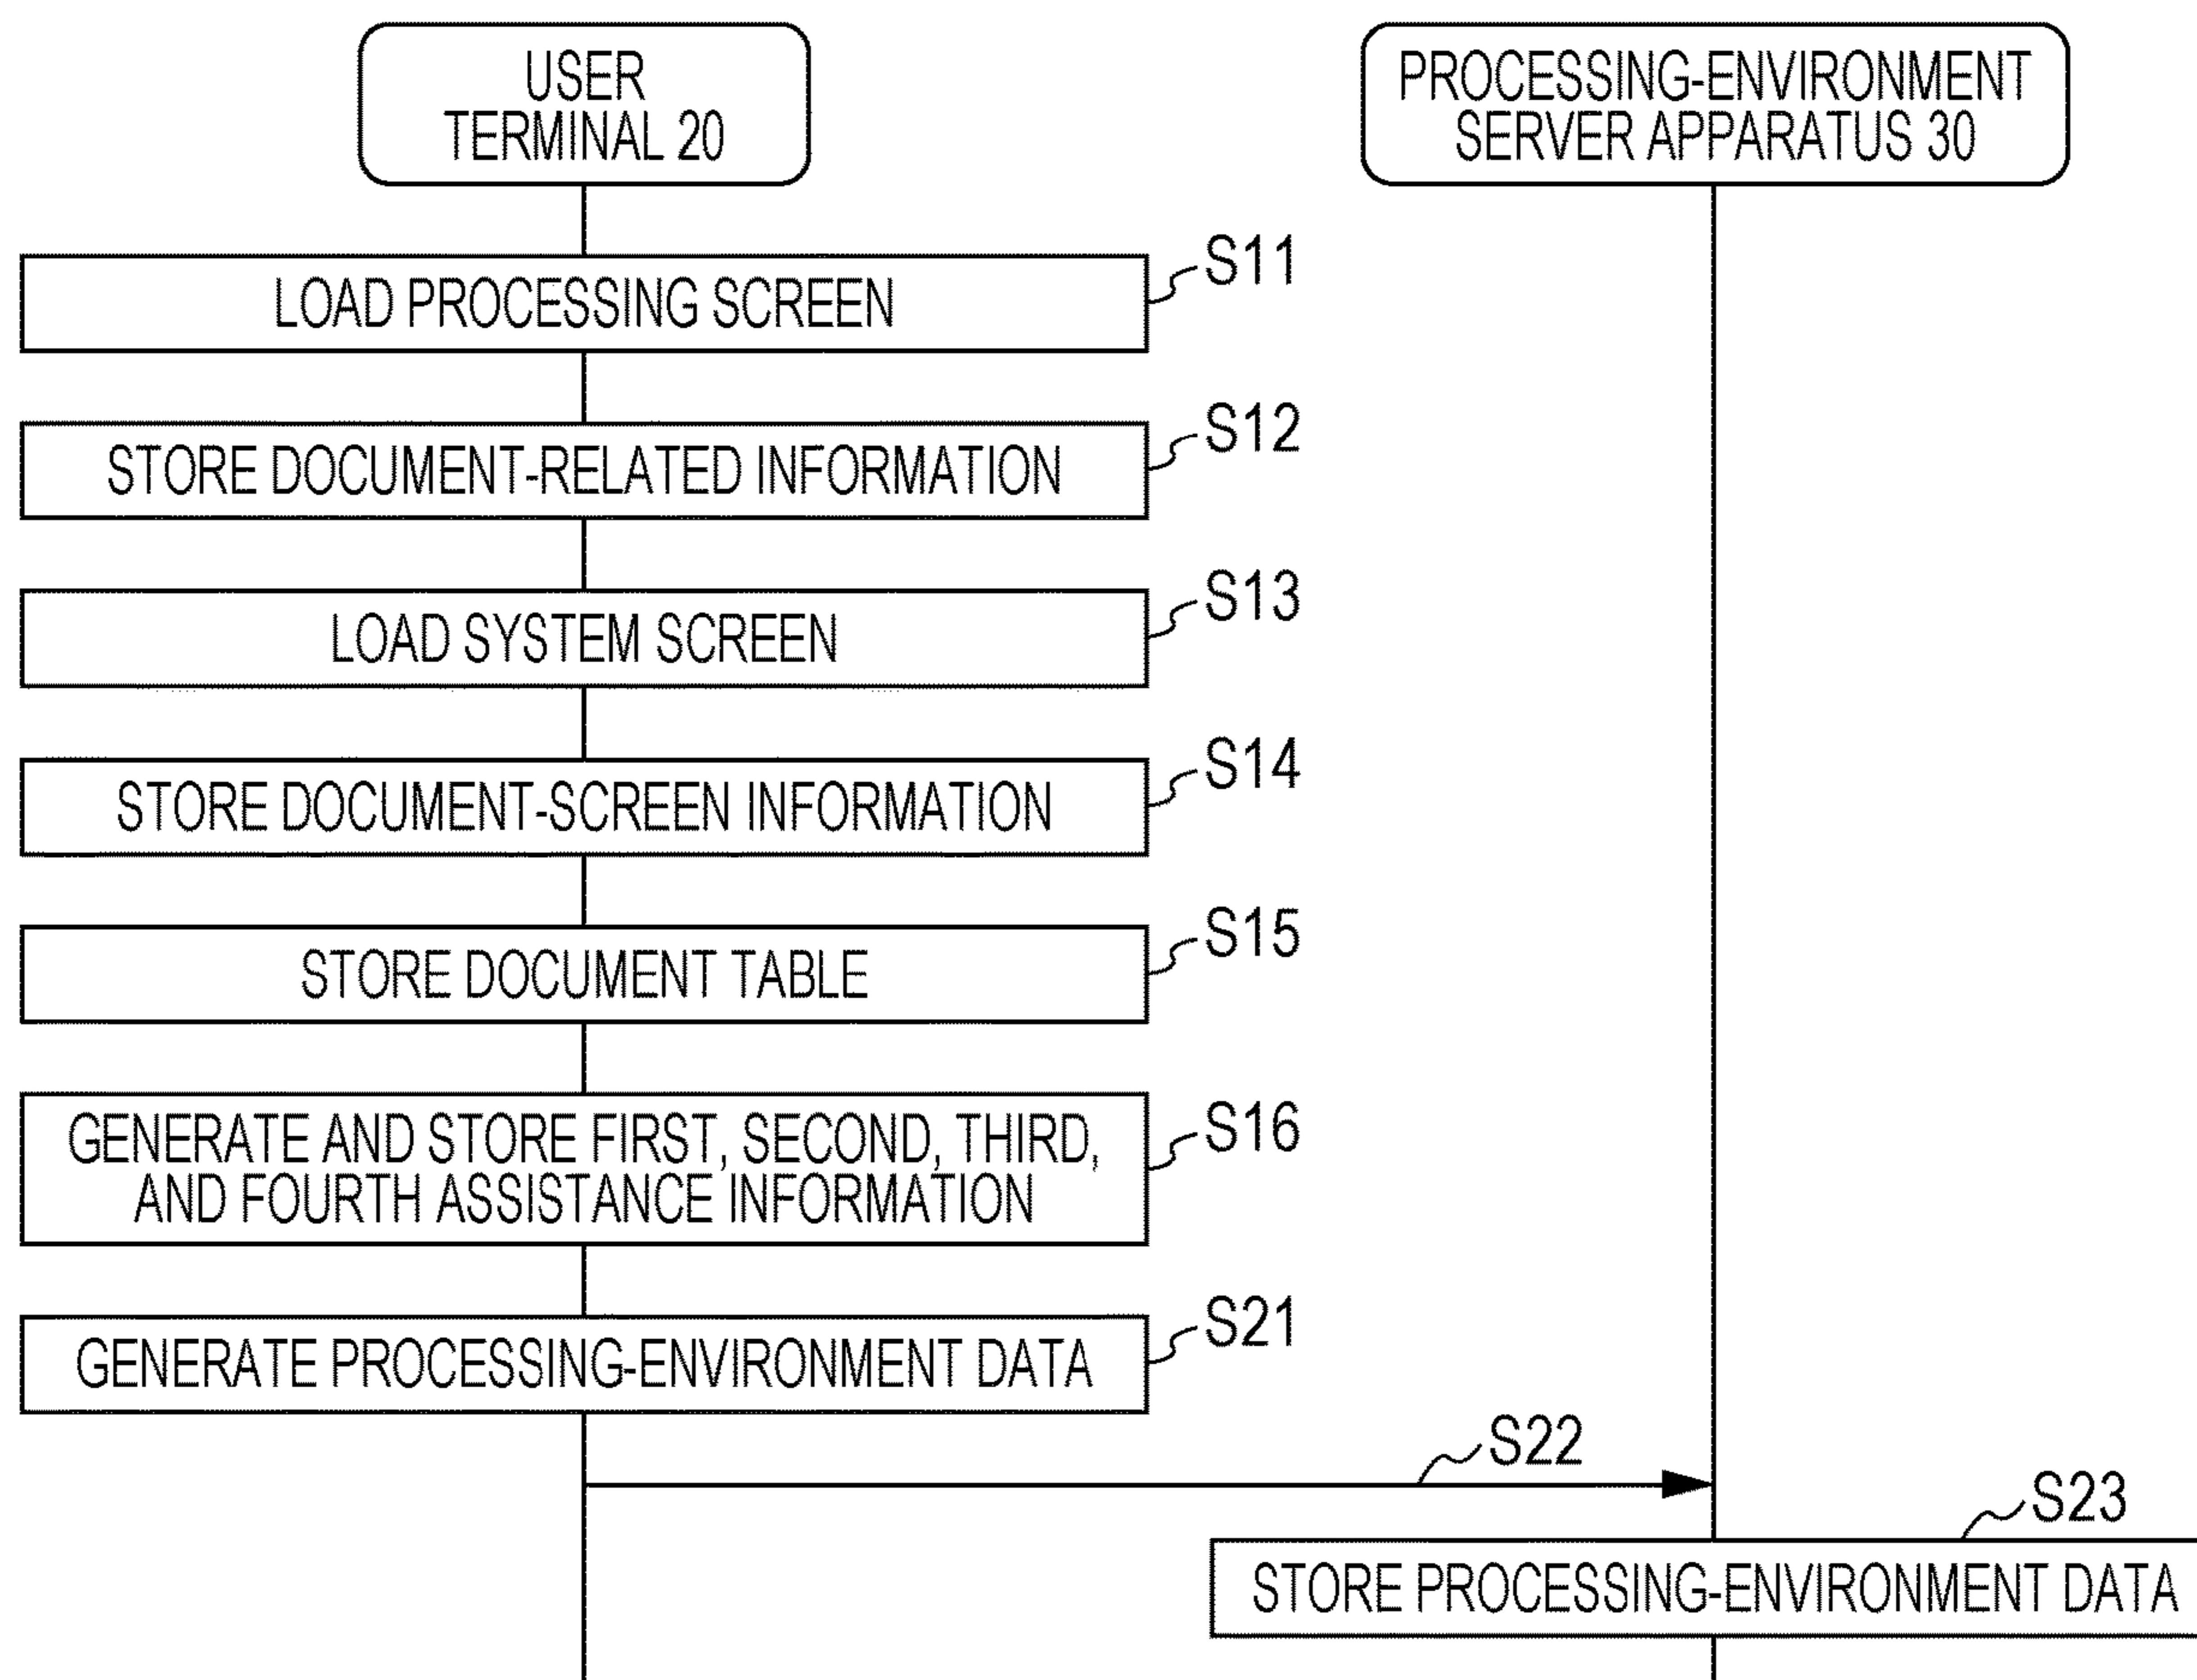 USER
TERMINAL 20
PROCESSING-ENVIRONMENT
SERVER APPARATUS 30
LOAD PROCESSING SCREEN
S11
STORE DOCUMENT-RELATED INFORMATION
S12
LOAD SYSTEM SCREEN
S13
STORE DOCUMENT-SCREEN INFORMATION
S14
STORE DOCUMENT TABLE
S15
GENERATE AND STORE FIRST, SECOND, THIRD,
AND FOURTH ASSISTANCE INFORMATION
S16
GENERATE PROCESSING-ENVIRONMENT DATA
S21
S22
S23
STORE PROCESSING-ENVIRONMENT DATA